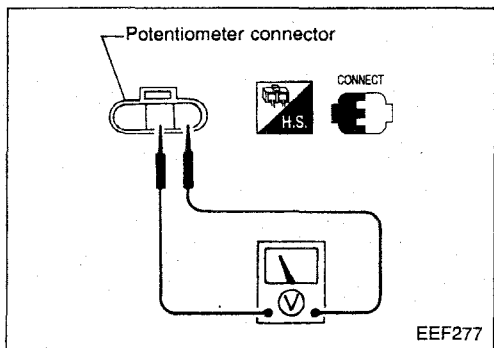 Potentiometer connector
CONNECT
H.S.
V
EEF277